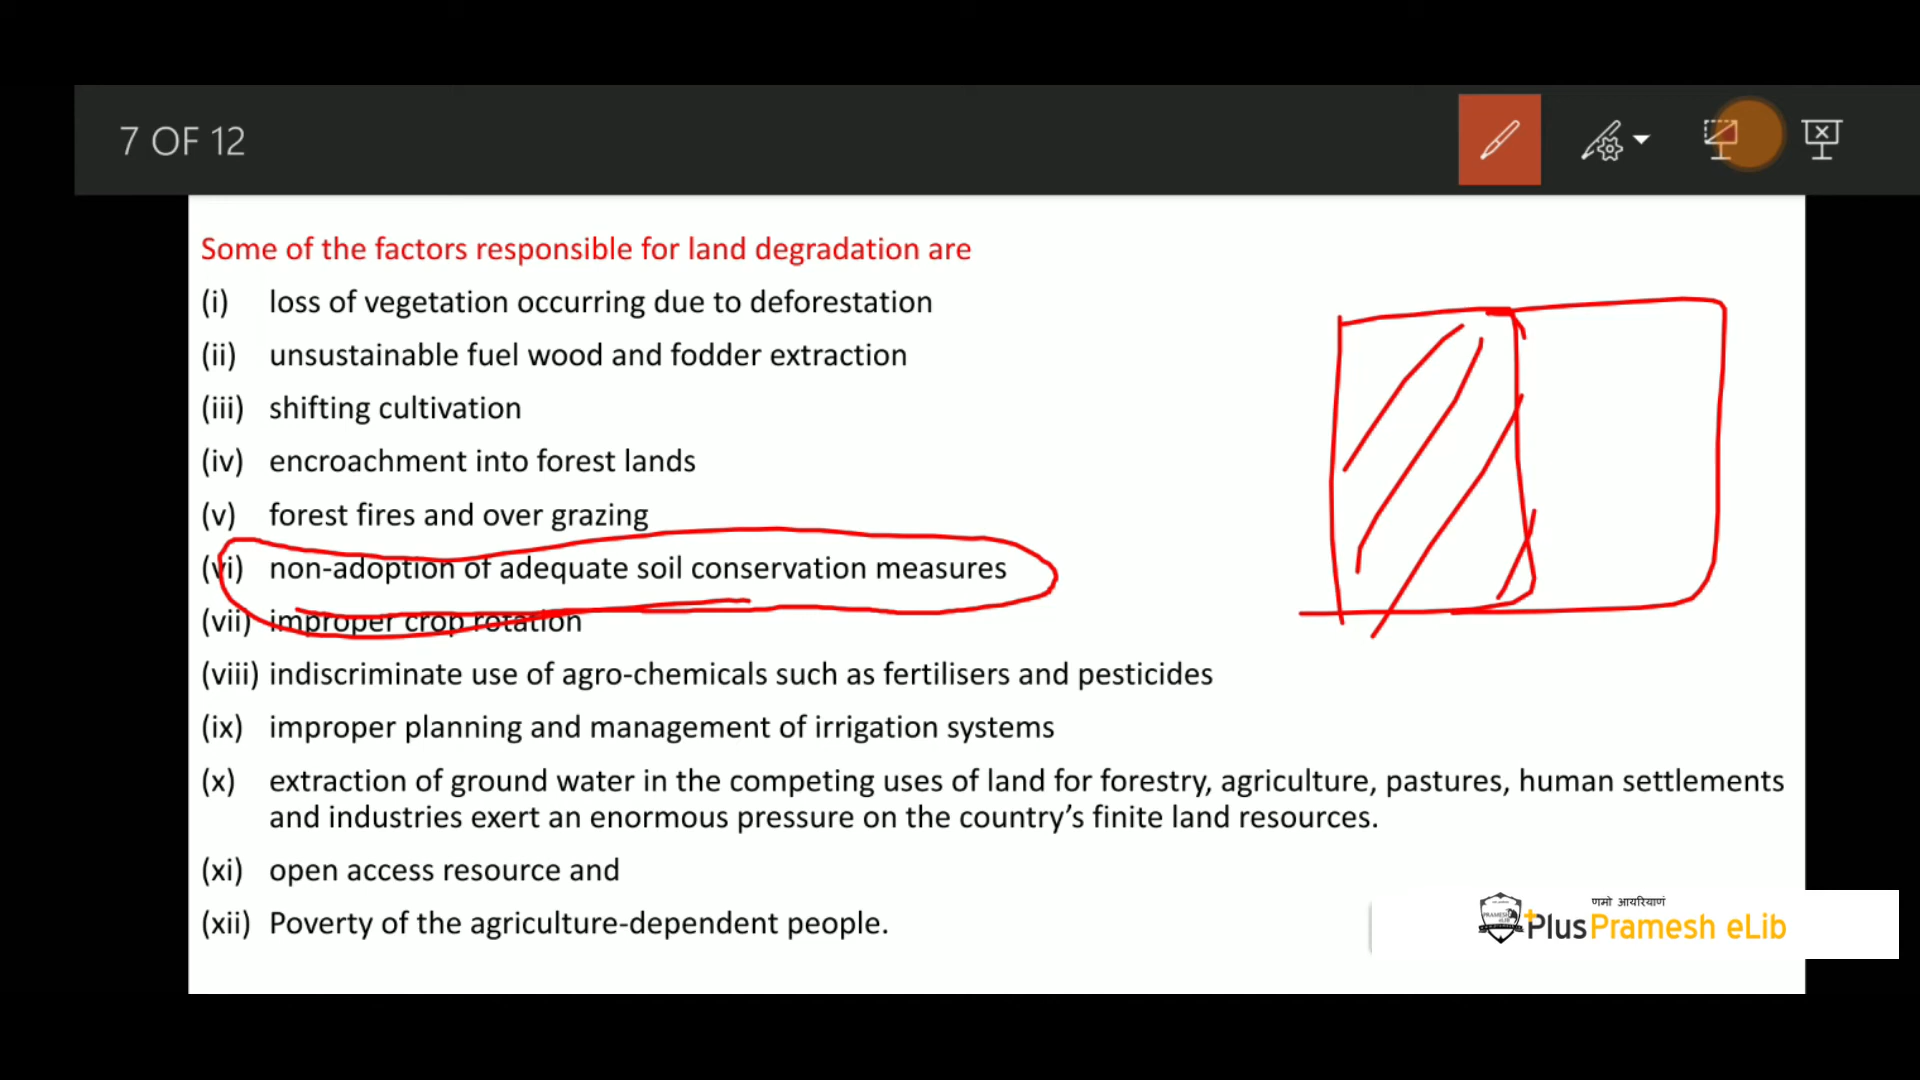 7 OF 12
Some of the factors responsible for land degradation are
(i) loss of vegetation occurring due to deforestation
(ii) unsustainable fuel wood and fodder extraction
(iii) shifting cultivation
(iv) encroachment into forest lands
(v) forest fires and over grazing
(vi) non-adoption of adequate soil conservation measures
(vii) improper crop rotation
(viii) indiscriminate use of agro-chemicals such as fertilisers and pesticides
(ix) improper planning and management of irrigation systems
(x) extraction of ground water in the competing uses of land for forestry, agriculture, pastures, human settlements
and industries exert an enormous pressure on the country’s finite land resources.
(xi) open access resource and
(xii) Poverty of the agriculture-dependent people.
णमो आयरियाणं
PlusPramesh eLib